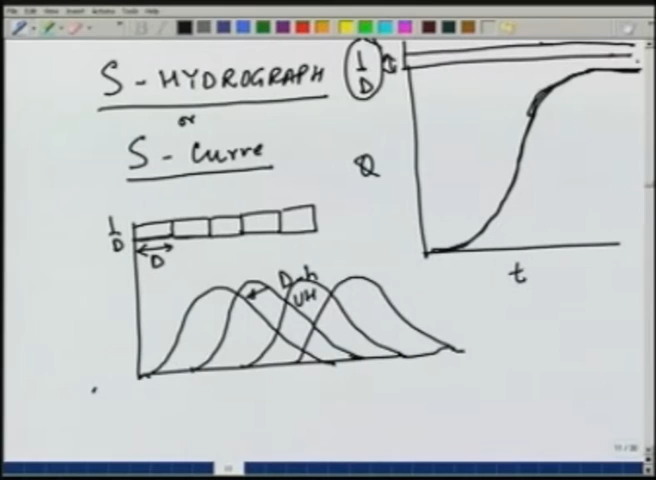 S - HYDROGRAPH
or
S - Curve
1
D
D
D-h
UH
1
D
Q
t